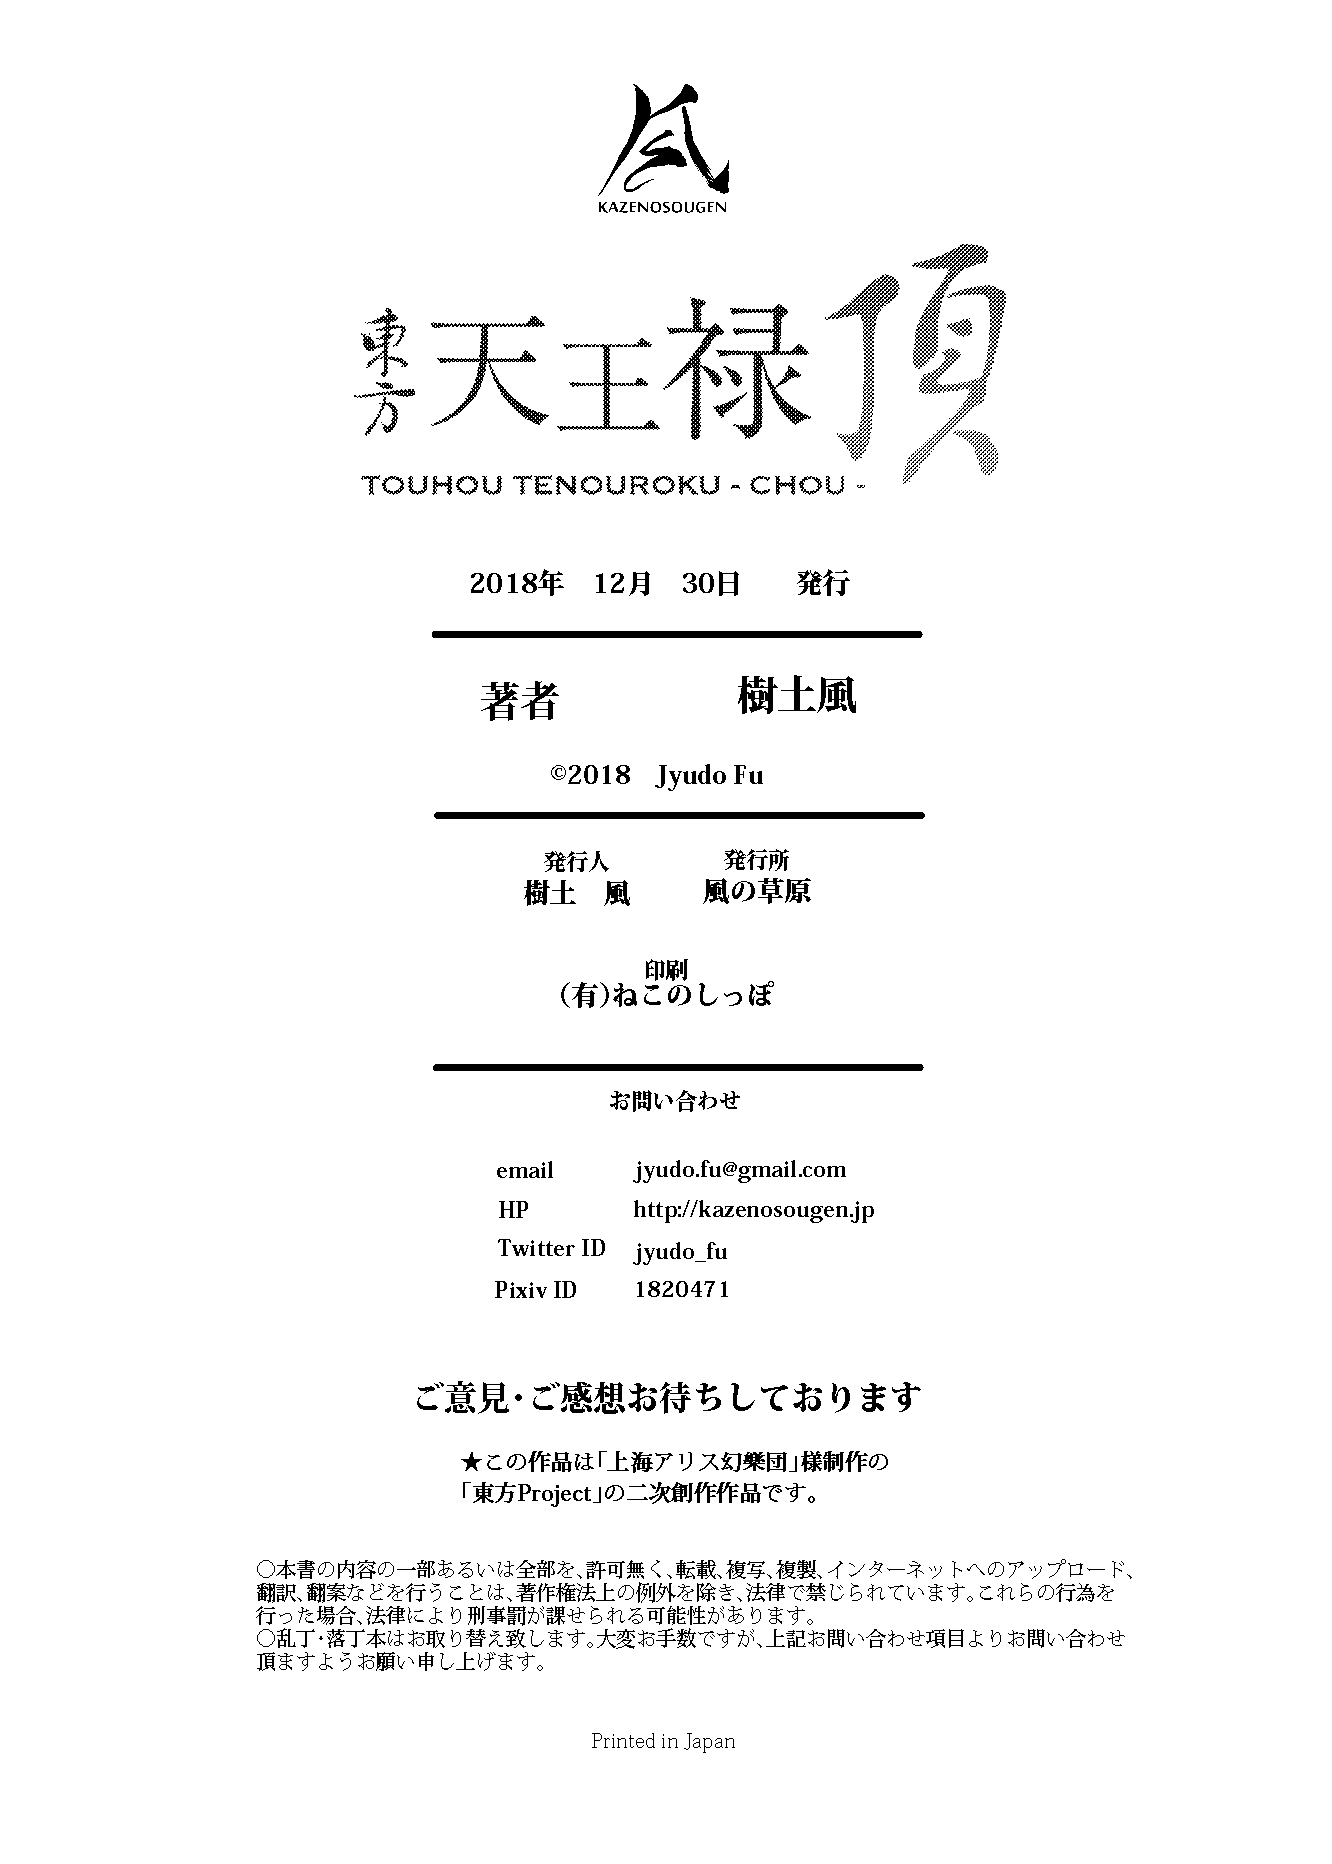 風
KAZENOSOUGEN
東方 天王禄 頂
TOUHOU TENOUROKU - CHOU -
2018年　12月　30日　　発行
著者　樹土風
©2018　Jyudo Fu
発行人　発行所
樹土　風　風の草原
印刷
(有)ねこのしっぽ
お問い合わせ
email jyudo.fu@gmail.com
HP http://kazenosougen.jp
Twitter ID jyudo_fu
Pixiv ID 1820471
ご意見・ご感想お待ちしております
★この作品は「上海アリス幻樂団」様制作の
「東方Project」の二次創作作品です。
○本書の内容の一部あるいは全部を、許可無く、転載、複写、複製、インターネットへのアップロード、
翻訳、翻案などを行うことは、著作権法上の例外を除き、法律で禁じられています。これらの行為を
行った場合、法律により刑事罰が課せられる可能性があります。
○乱丁・落丁本はお取り替え致します。大変お手数ですが、上記お問い合わせ項目よりお問い合わせ
頂ますようお願い申し上げます。
Printed in Japan